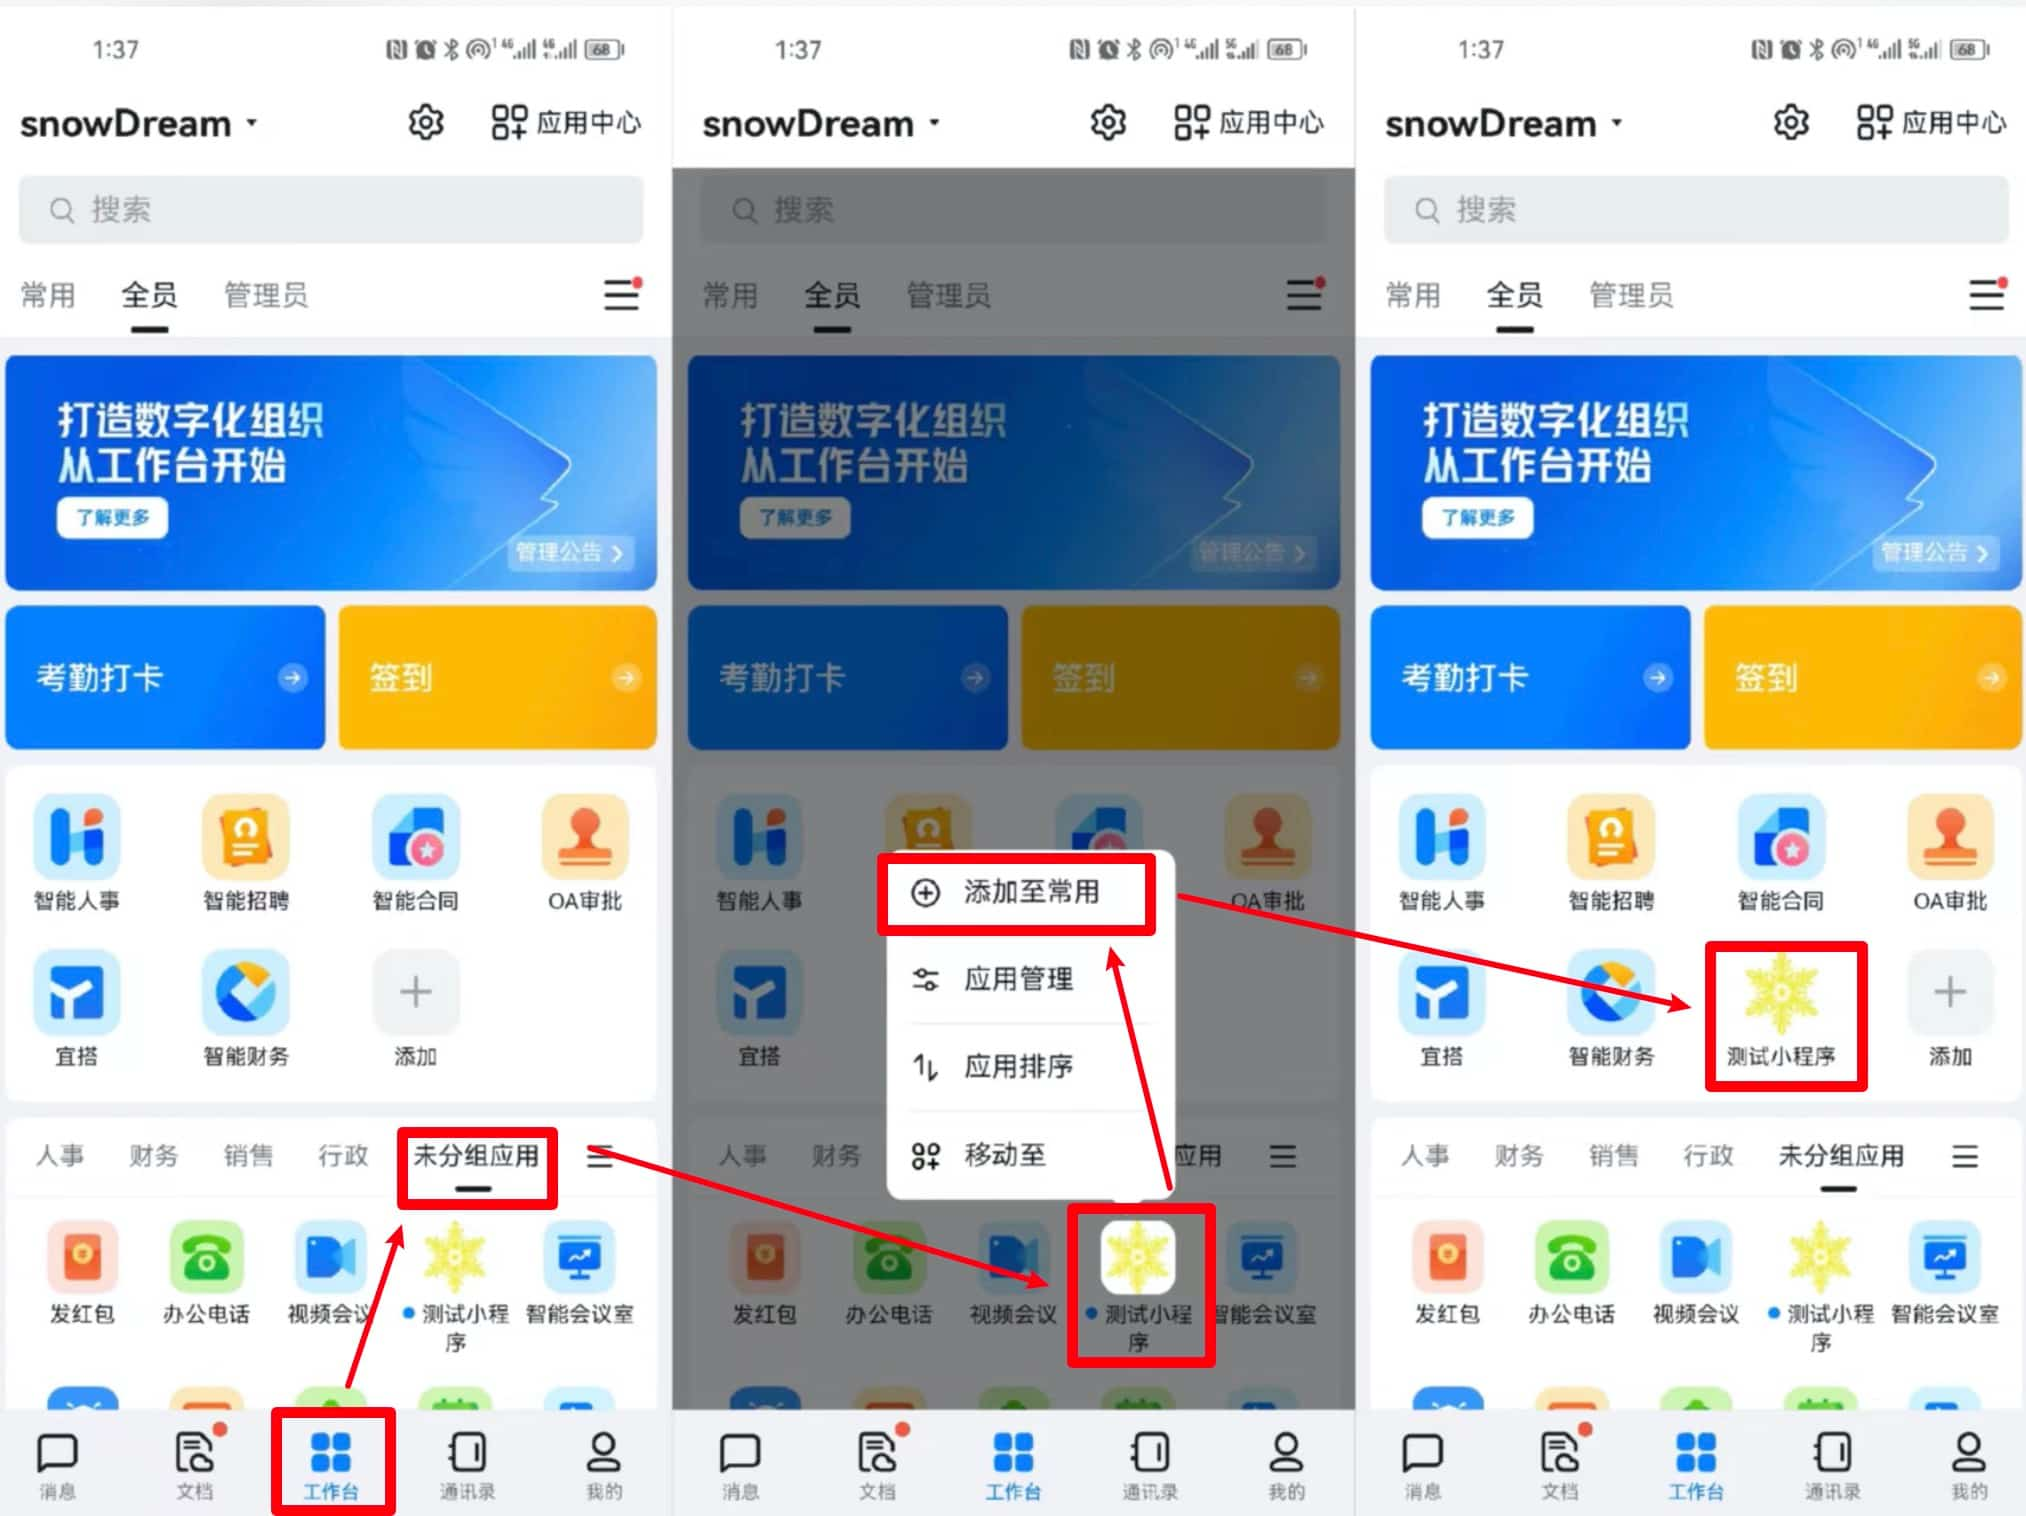 1:37
68
snowDream
应用中心
搜索
常用 全员 管理员
打造数字化组织
从工作台开始
了解更多
管理公告
考勤打卡
签到
智能人事 智能招聘 智能合同 OA审批
宜搭 智能财务 添加
人事 财务 销售 行政 未分组应用
发红包 办公电话 视频会议 测试小程序 智能会议室
消息 文档 工作台 通讯录 我的
1:37
68
snowDream
应用中心
搜索
常用 全员 管理员
打造数字化组织
从工作台开始
了解更多
管理公告
考勤打卡
签到
智能人事 OA审批
添加至常用
应用管理
宜搭
应用排序
移动至
人事 财务 应用
发红包 办公电话 视频会议 测试小程序 智能会议室
消息 文档 工作台 通讯录 我的
1:37
68
snowDream
应用中心
搜索
常用 全员 管理员
打造数字化组织
从工作台开始
了解更多
管理公告
考勤打卡
签到
智能人事 智能招聘 智能合同 OA审批
宜搭 智能财务 测试小程序 添加
人事 财务 销售 行政 未分组应用
发红包 办公电话 视频会议 测试小程序 智能会议室
消息 文档 工作台 通讯录 我的